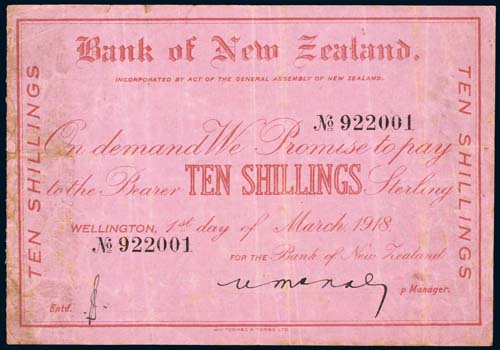 Bank of New Zealand.
INCORPORATED BY ACT OF THE GENERAL ASSEMBLY OF NEW ZEALAND.
No 922001
On demand We Promise to pay
to the Bearer TEN SHILLINGS Sterling
WELLINGTON, 1st day of March, 1918.
No 922001
FOR THE Bank of New Zealand
Entd.
p Manager.
TEN SHILLINGS
TEN SHILLINGS